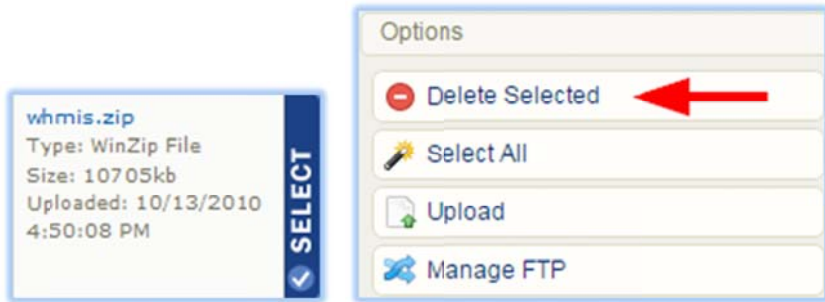 whmis.zip
Type: WinZip File
Size: 10705kb
Uploaded: 10/13/2010
4:50:08 PM
SELECT
Options
Delete Selected
Select All
Upload
Manage FTP